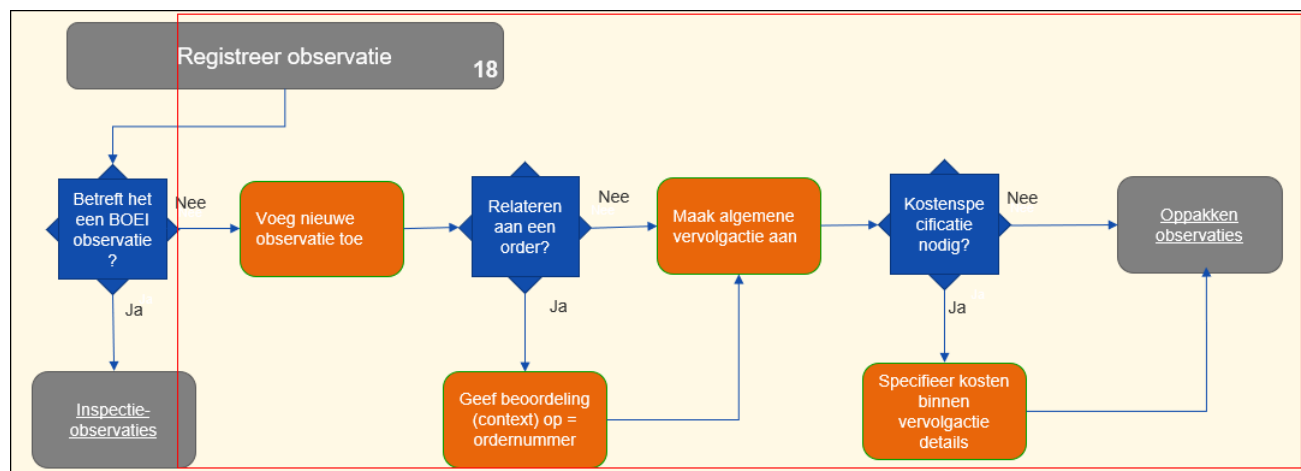 Registreer observatie
18
Betreft het
een BOEI
observatie
?
Nee
Ja
Inspectie-
observaties
Voeg nieuwe
observatie toe
Relateren
aan een
order?
Nee
Ja
Geef beoordeling
(context) op =
ordernummer
Maak algemene
vervolgactie aan
Kostenspe
cificatie
nodig?
Nee
Ja
Specifieer kosten
binnen
vervolgactie
details
Oppakken
observaties